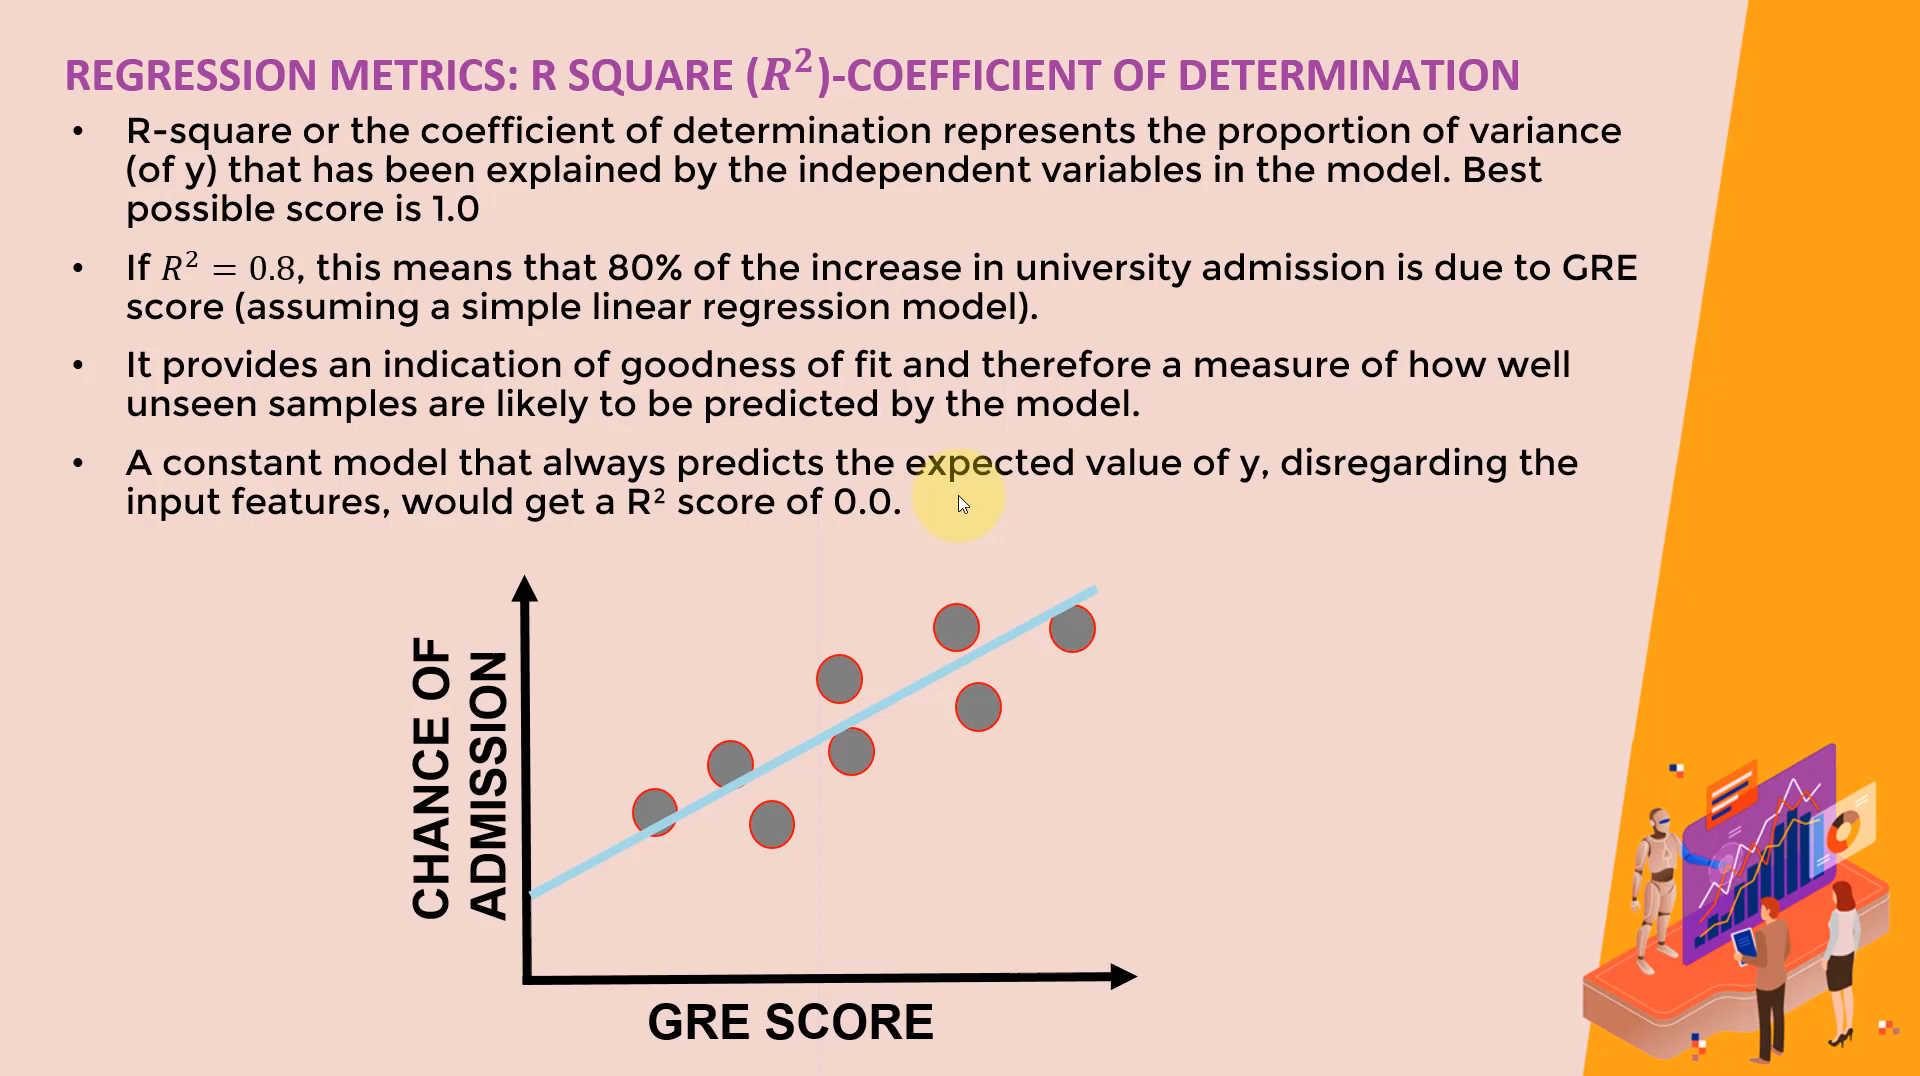 REGRESSION METRICS: R SQUARE (R²)-COEFFICIENT OF DETERMINATION
• R-square or the coefficient of determination represents the proportion of variance
(of y) that has been explained by the independent variables in the model. Best
possible score is 1.0
• If R² = 0.8, this means that 80% of the increase in university admission is due to GRE
score (assuming a simple linear regression model).
• It provides an indication of goodness of fit and therefore a measure of how well
unseen samples are likely to be predicted by the model.
• A constant model that always predicts the expected value of y, disregarding the
input features, would get a R² score of 0.0.
CHANCE OF
ADMISSION
GRE SCORE